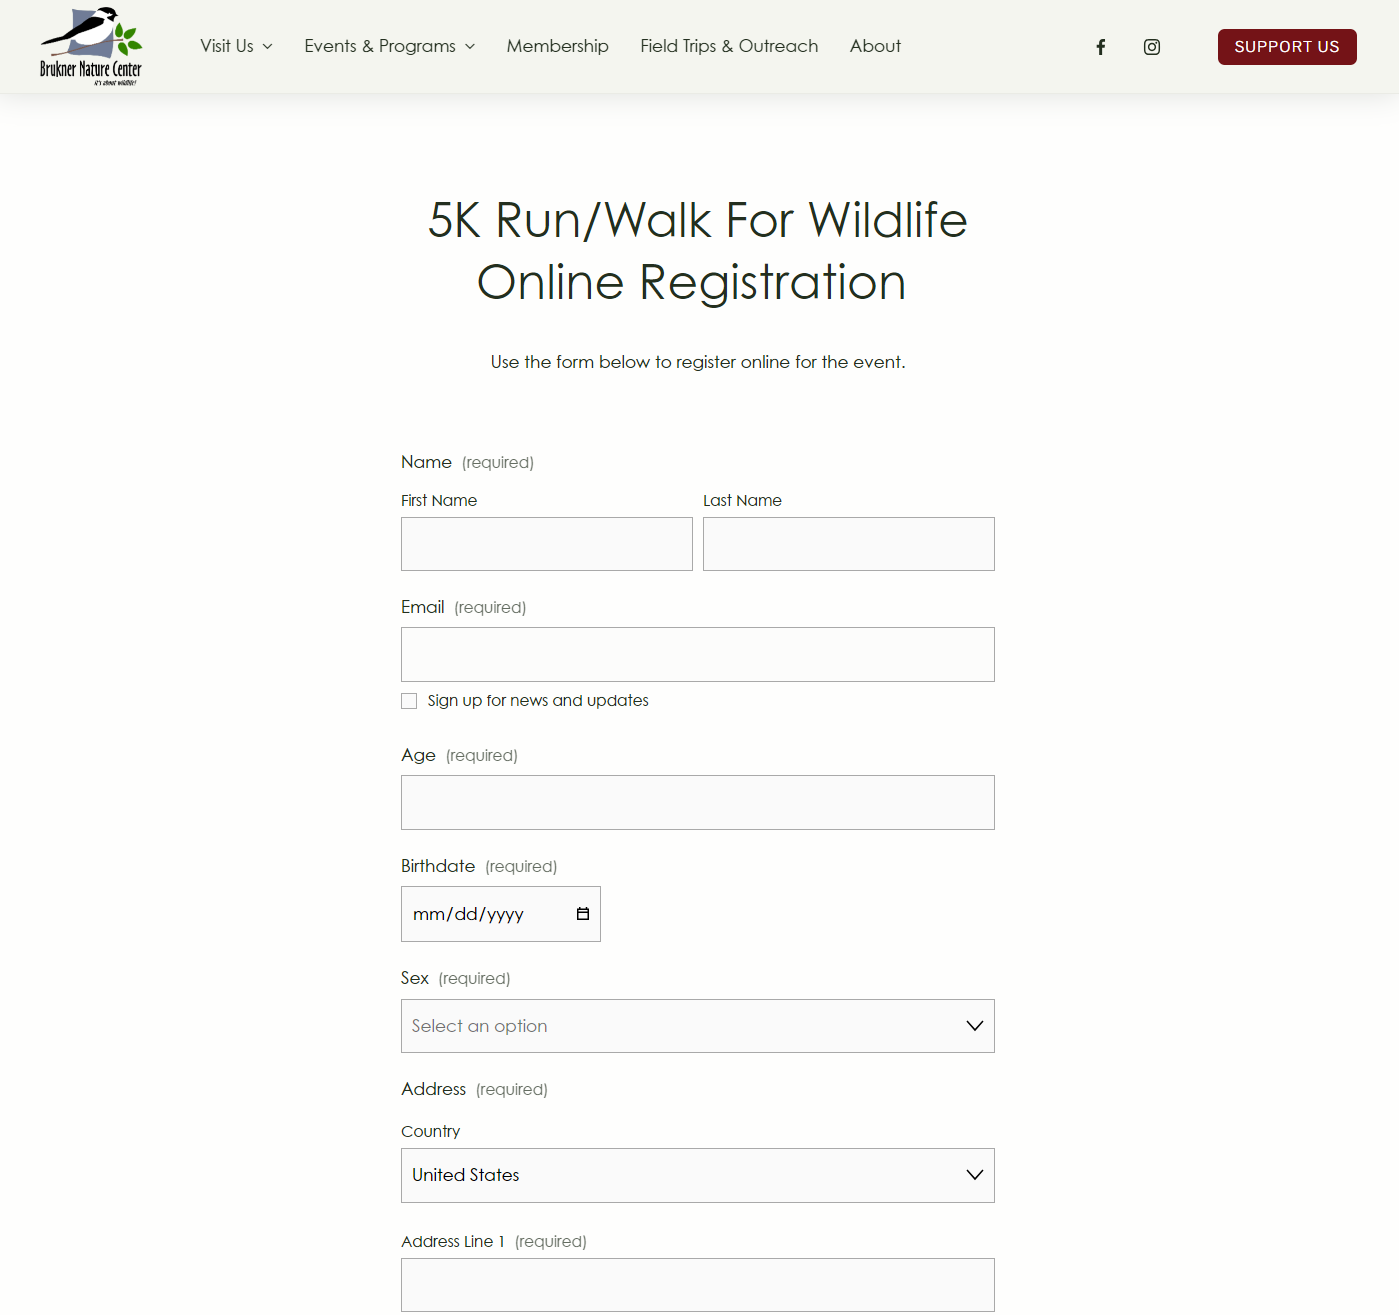 Brukner Nature Center
it's about wildlife!
Visit Us
Events & Programs
Membership
Field Trips & Outreach
About
SUPPORT US
5K Run/Walk For Wildlife
Online Registration
Use the form below to register online for the event.
Name (required)
First Name
Last Name
Email (required)
Sign up for news and updates
Age (required)
Birthdate (required)
mm/dd/yyyy
Sex (required)
Select an option
Address (required)
Country
United States
Address Line 1 (required)